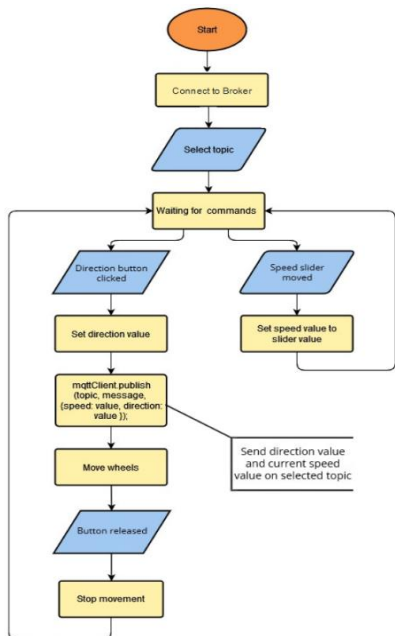 Start
Connect to Broker
Select topic
Waiting for commands
Direction button
clicked
Speed slider
moved
Set direction value
Set speed value to
slider value
mqttClient.publish
(topic, message,
{speed: value, direction:
value });
Send direction value
and current speed
value on selected topic
Move wheels
Button released
Stop movement